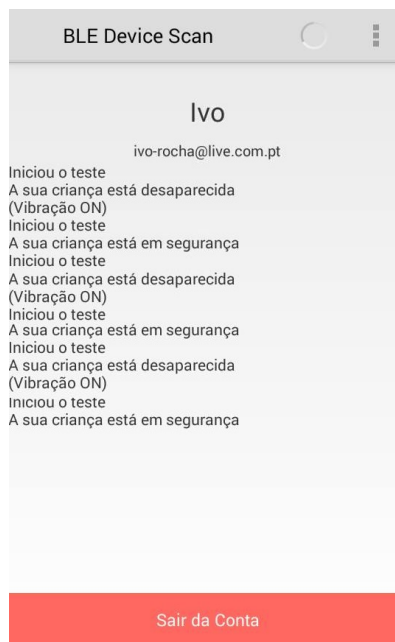 BLE Device Scan
Ivo
ivo-rocha@live.com.pt
Iniciou o teste
A sua criança está desaparecida
(Vibração ON)
Iniciou o teste
A sua criança está em segurança
Iniciou o teste
A sua criança está desaparecida
(Vibração ON)
Iniciou o teste
A sua criança está em segurança
Iniciou o teste
A sua criança está desaparecida
(Vibração ON)
Iniciou o teste
A sua criança está em segurança
Sair da Conta